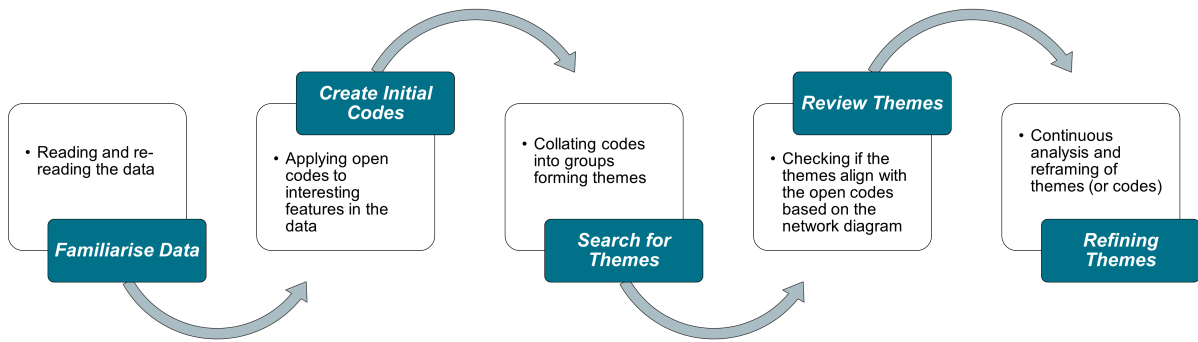 • Reading and re-
reading the data
Familiarise Data
Create Initial
Codes
• Applying open
codes to
interesting
features in the
data
• Collating codes
into groups
forming themes
Search for
Themes
Review Themes
• Checking if the
themes align with
the open codes
based on the
network diagram
• Continuous
analysis and
reframing of
themes (or codes)
Refining
Themes